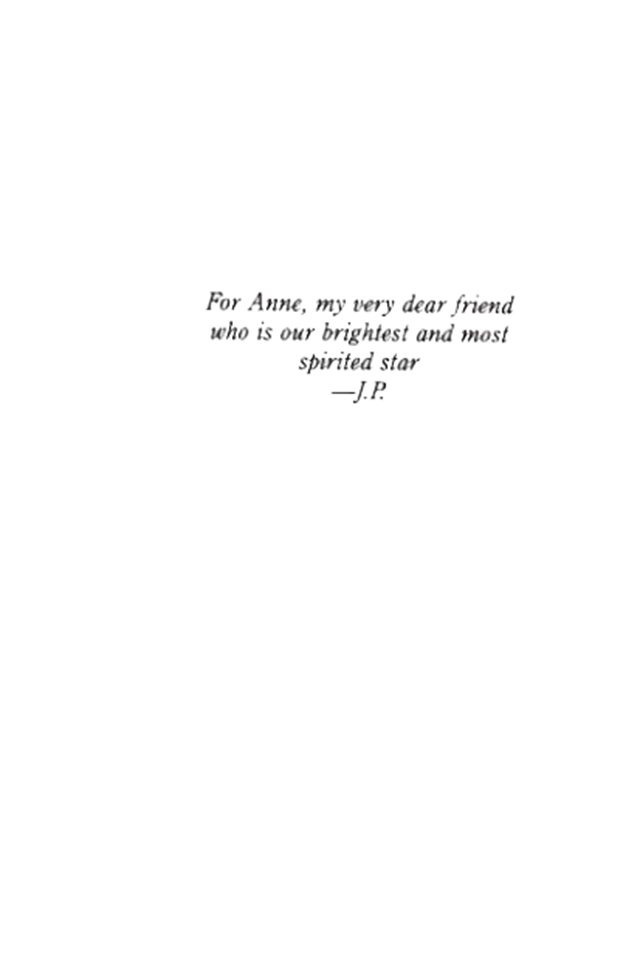 For Anne, my very dear friend
who is our brightest and most
spirited star
—J.P.